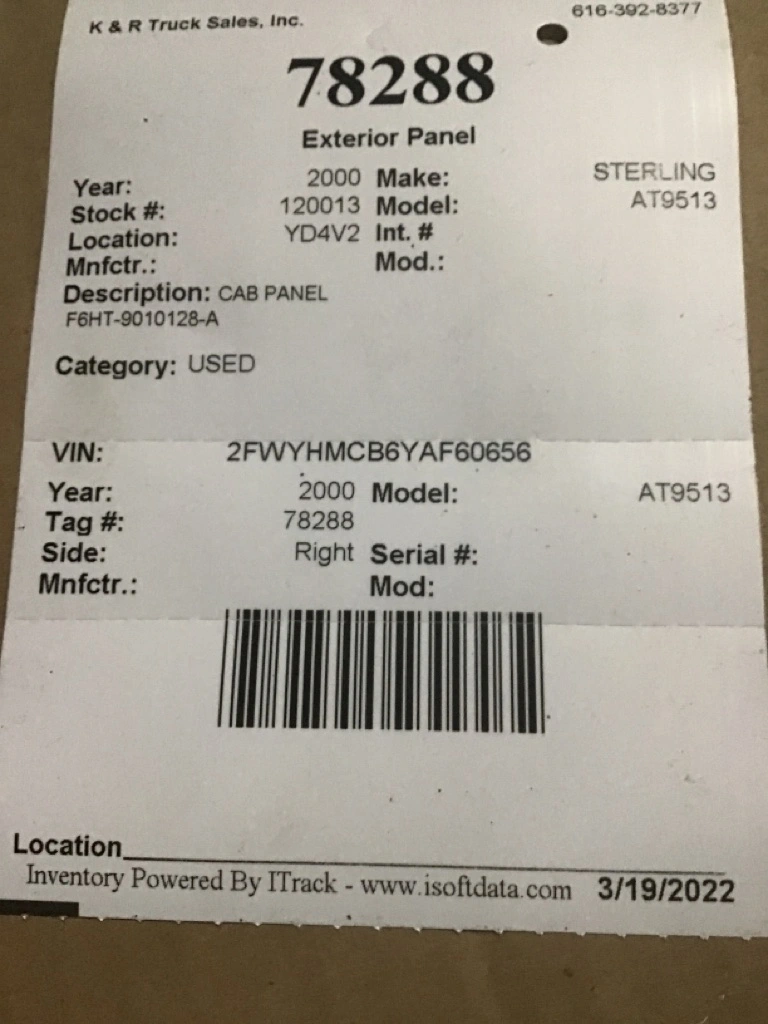 K & R Truck Sales, Inc. 616-392-8377
78288
Exterior Panel
Year: 2000 Make: STERLING
Stock #: 120013 Model: AT9513
Location: YD4V2 Int. #
Mnfctr.: Mod.:
Description: CAB PANEL
F6HT-9010128-A
Category: USED
VIN: 2FWYHMCB6YAF60656
Year: 2000 Model: AT9513
Tag #: 78288
Side: Right Serial #:
Mnfctr.: Mod:
Location
Inventory Powered By ITrack - www.isoftdata.com 3/19/2022